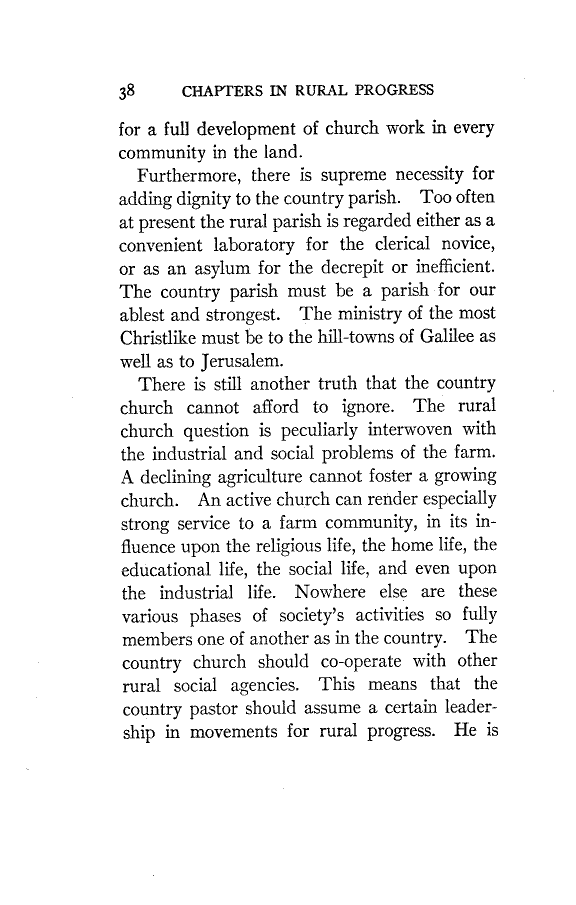 38 CHAPTERS IN RURAL PROGRESS
for a full development of church work in every
community in the land.
Furthermore, there is supreme necessity for
adding dignity to the country parish. Too often
at present the rural parish is regarded either as a
convenient laboratory for the clerical novice,
or as an asylum for the decrepit or inefficient.
The country parish must be a parish for our
ablest and strongest. The ministry of the most
Christlike must be to the hill-towns of Galilee as
well as to Jerusalem.
There is still another truth that the country
church cannot afford to ignore. The rural
church question is peculiarly interwoven with
the industrial and social problems of the farm.
A declining agriculture cannot foster a growing
church. An active church can render especially
strong service to a farm community, in its in-
fluence upon the religious life, the home life, the
educational life, the social life, and even upon
the industrial life. Nowhere else are these
various phases of society's activities so fully
members one of another as in the country. The
country church should co-operate with other
rural social agencies. This means that the
country pastor should assume a certain leader-
ship in movements for rural progress. He is